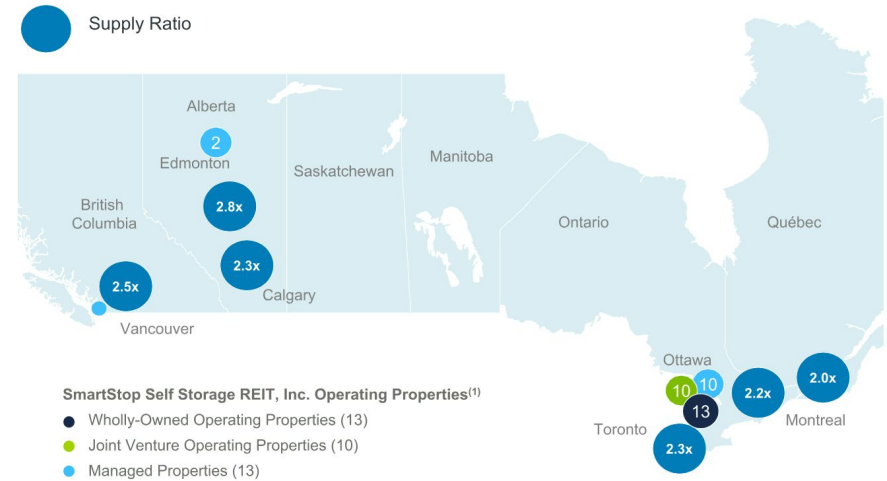 Supply Ratio
Alberta
2
Edmonton
Saskatchewan
Manitoba
British
Columbia
2.8x
Ontario
Québec
2.3x
2.5x
Calgary
Vancouver
Ottawa
10
10
13
2.2x
2.0x
Montreal
Toronto
2.3x
SmartStop Self Storage REIT, Inc. Operating Properties(1)
Wholly-Owned Operating Properties (13)
Joint Venture Operating Properties (10)
Managed Properties (13)